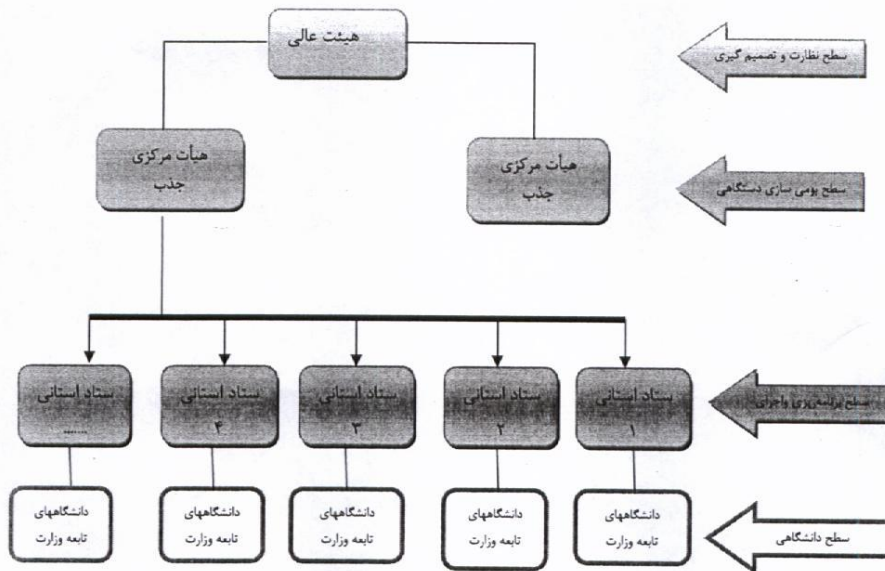 هیئت عالی
سطح نظارت و تصمیم گیری
هیأت مرکزی
جذب
هیأت مرکزی
جذب
سطح بومی سازی دستگاهی
ستاد استانی
۱
ستاد استانی
۲
ستاد استانی
۳
ستاد استانی
۴
ستاد استانی
.......
سطح برنامه‌ریزی واجرای
دانشگاههای
تابعه وزارت
دانشگاههای
تابعه وزارت
دانشگاههای
تابعه وزارت
دانشگاههای
تابعه وزارت
دانشگاههای
تابعه وزارت
سطح دانشگاهی